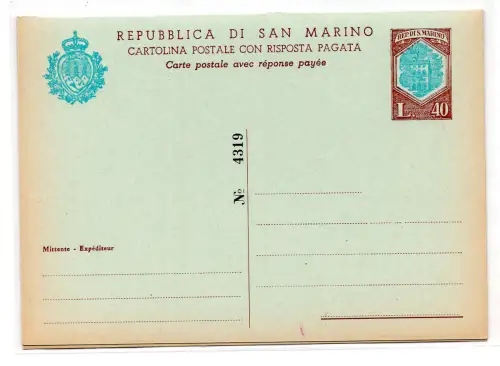 REPUBBLICA DI SAN MARINO
CARTOLINA POSTALE CON RISPOSTA PAGATA
Carte postale avec réponse payée
REP. DI S. MARINO
L. 40
Nº 4319
Mittente - Expéditeur